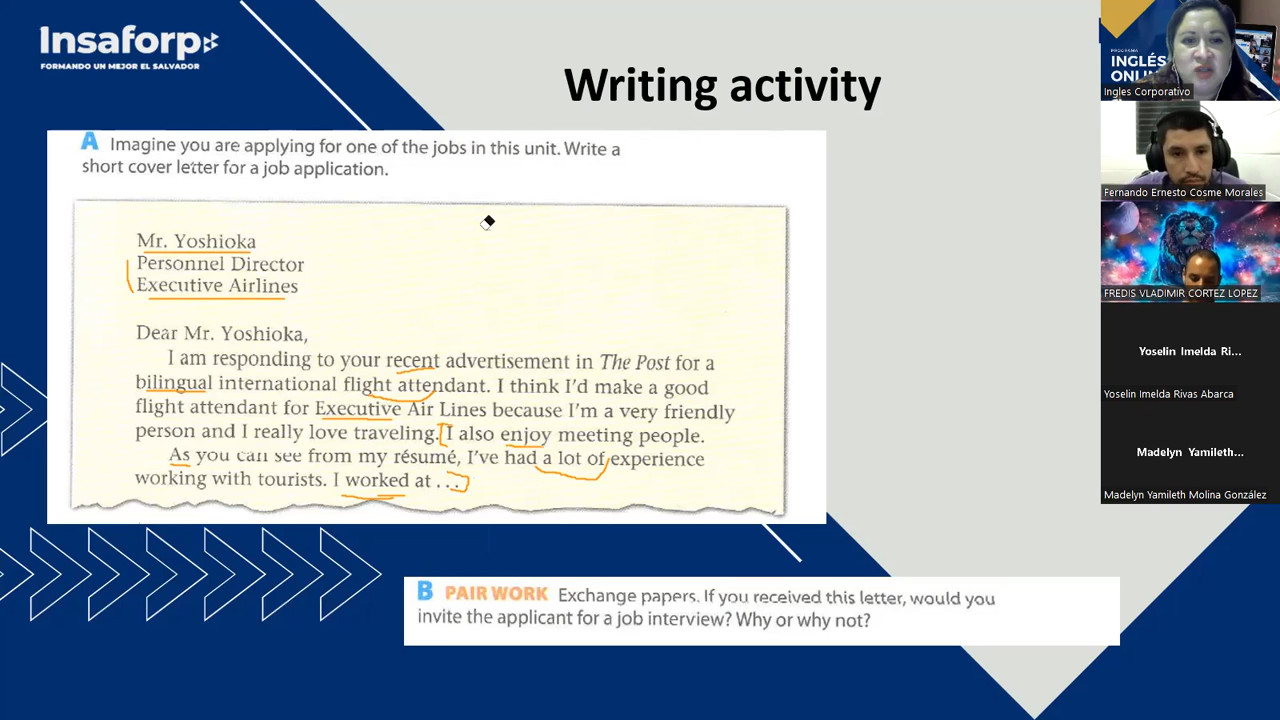 Insaforp
FORMANDO UN MEJOR EL SALVADOR
Writing activity
A Imagine you are applying for one of the jobs in this unit. Write a
short cover letter for a job application.
Mr. Yoshioka
Personnel Director
Executive Airlines
Dear Mr. Yoshioka,
I am responding to your recent advertisement in The Post for a
bilingual international flight attendant. I think I'd make a good
flight attendant for Executive Air Lines because I'm a very friendly
person and I really love traveling. I also enjoy meeting people.
As you can see from my résumé, I've had a lot of experience
working with tourists. I worked at . . .
B PAIR WORK Exchange papers. If you received this letter, would you
invite the applicant for a job interview? Why or why not?
PROGRAMA
INGLÉS
ONLIN
Ingles Corporativo
Fernando Ernesto Cosme Morales
FREDIS VLADIMIR CORTEZ LOPEZ
Yoselin Imelda Ri...
Yoselin Imelda Rivas Abarca
Madelyn Yamileth...
Madelyn Yamileth Molina González